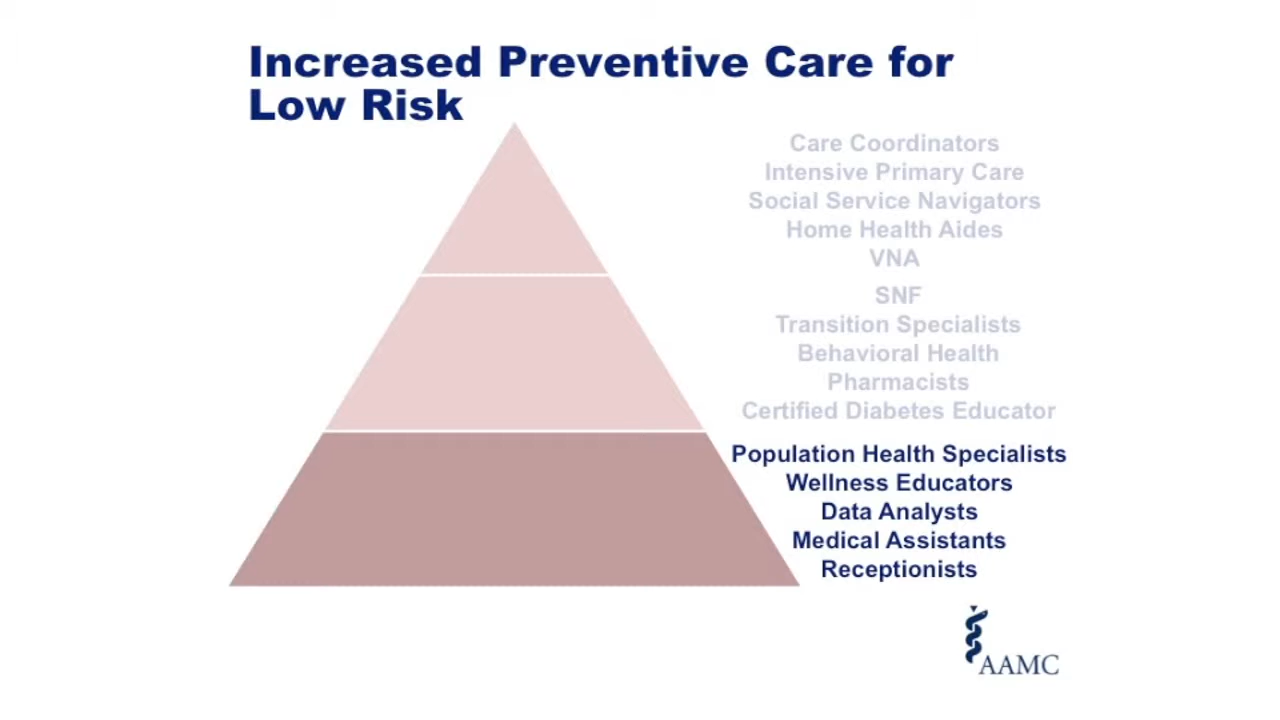 Increased Preventive Care for
Low Risk
Care Coordinators
Intensive Primary Care
Social Service Navigators
Home Health Aides
VNA
SNF
Transition Specialists
Behavioral Health
Pharmacists
Certified Diabetes Educator
Population Health Specialists
Wellness Educators
Data Analysts
Medical Assistants
Receptionists
AAMC